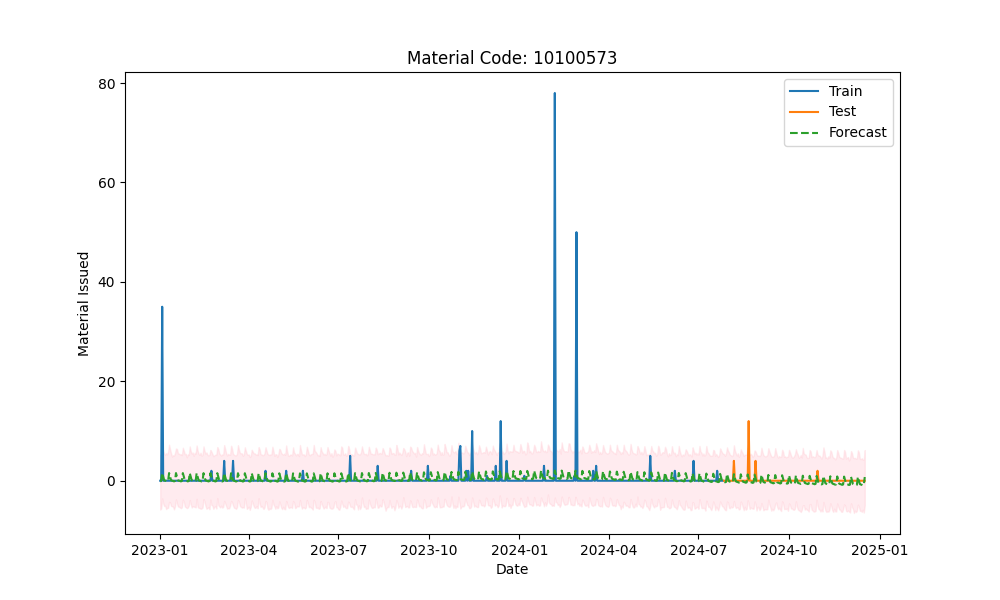 Material Code: 10100573
Train
Test
Forecast
Material Issued
80
60
40
20
0
2023-01 2023-04 2023-07 2023-10 2024-01 2024-04 2024-07 2024-10 2025-01
Date